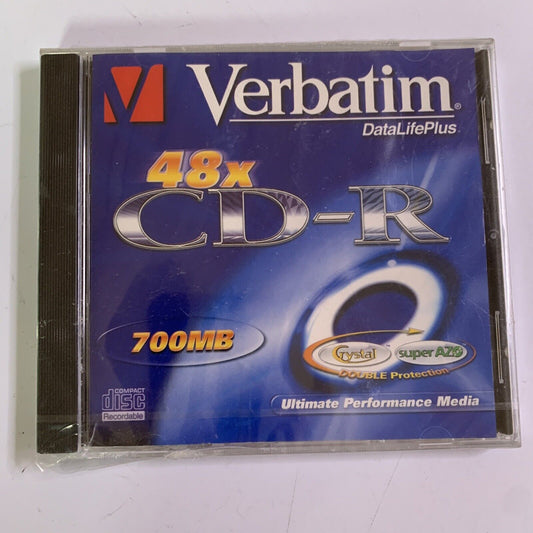 Verbatim®
DataLifePlus
48x
CD-R
700MB
Crystal super AZO
DOUBLE Protection
COMPACT
disc
Recordable
Ultimate Performance Media